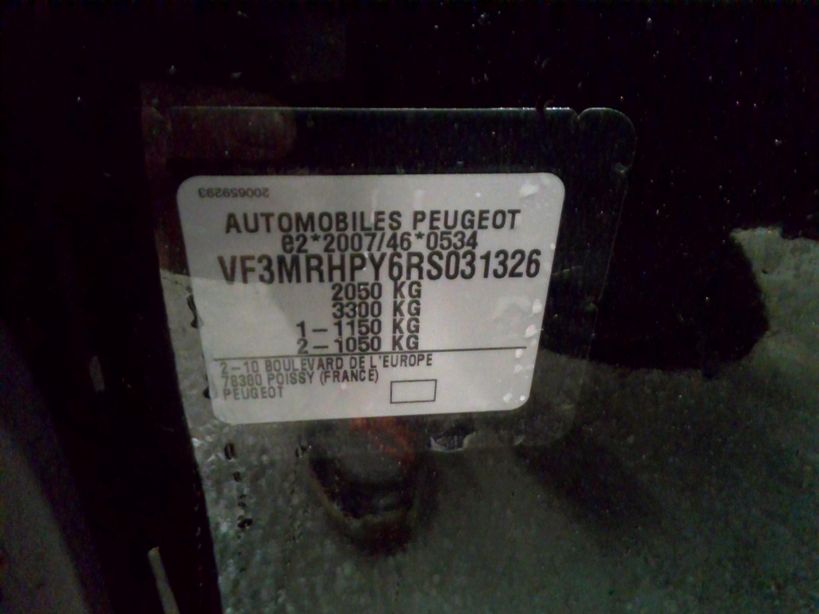 200659293
AUTOMOBILES PEUGEOT
e2*2007/46*0534
VF3MRHPY6RS031326
2050 KG
3300 KG
1-1150 KG
2-1050 KG
2-10 BOULEVARD DE L'EUROPE
78300 POISSY (FRANCE)
PEUGEOT